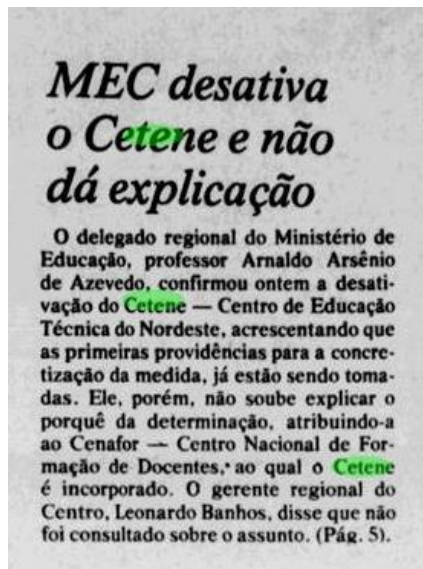 MEC desativa
o Cetene e não
dá explicação
O delegado regional do Ministério de
Educação, professor Arnaldo Arsênio
de Azevedo, confirmou ontem a desati-
vação do Cetene — Centro de Educação
Técnica do Nordeste, acrescentando que
as primeiras providências para a concre-
tização da medida, já estão sendo toma-
das. Ele, porém, não soube explicar o
porquê da determinação, atribuindo-a
ao Cenafor — Centro Nacional de For-
mação de Docentes, ao qual o Cetene
é incorporado. O gerente regional do
Centro, Leonardo Banhos, disse que não
foi consultado sobre o assunto. (Pág. 5).